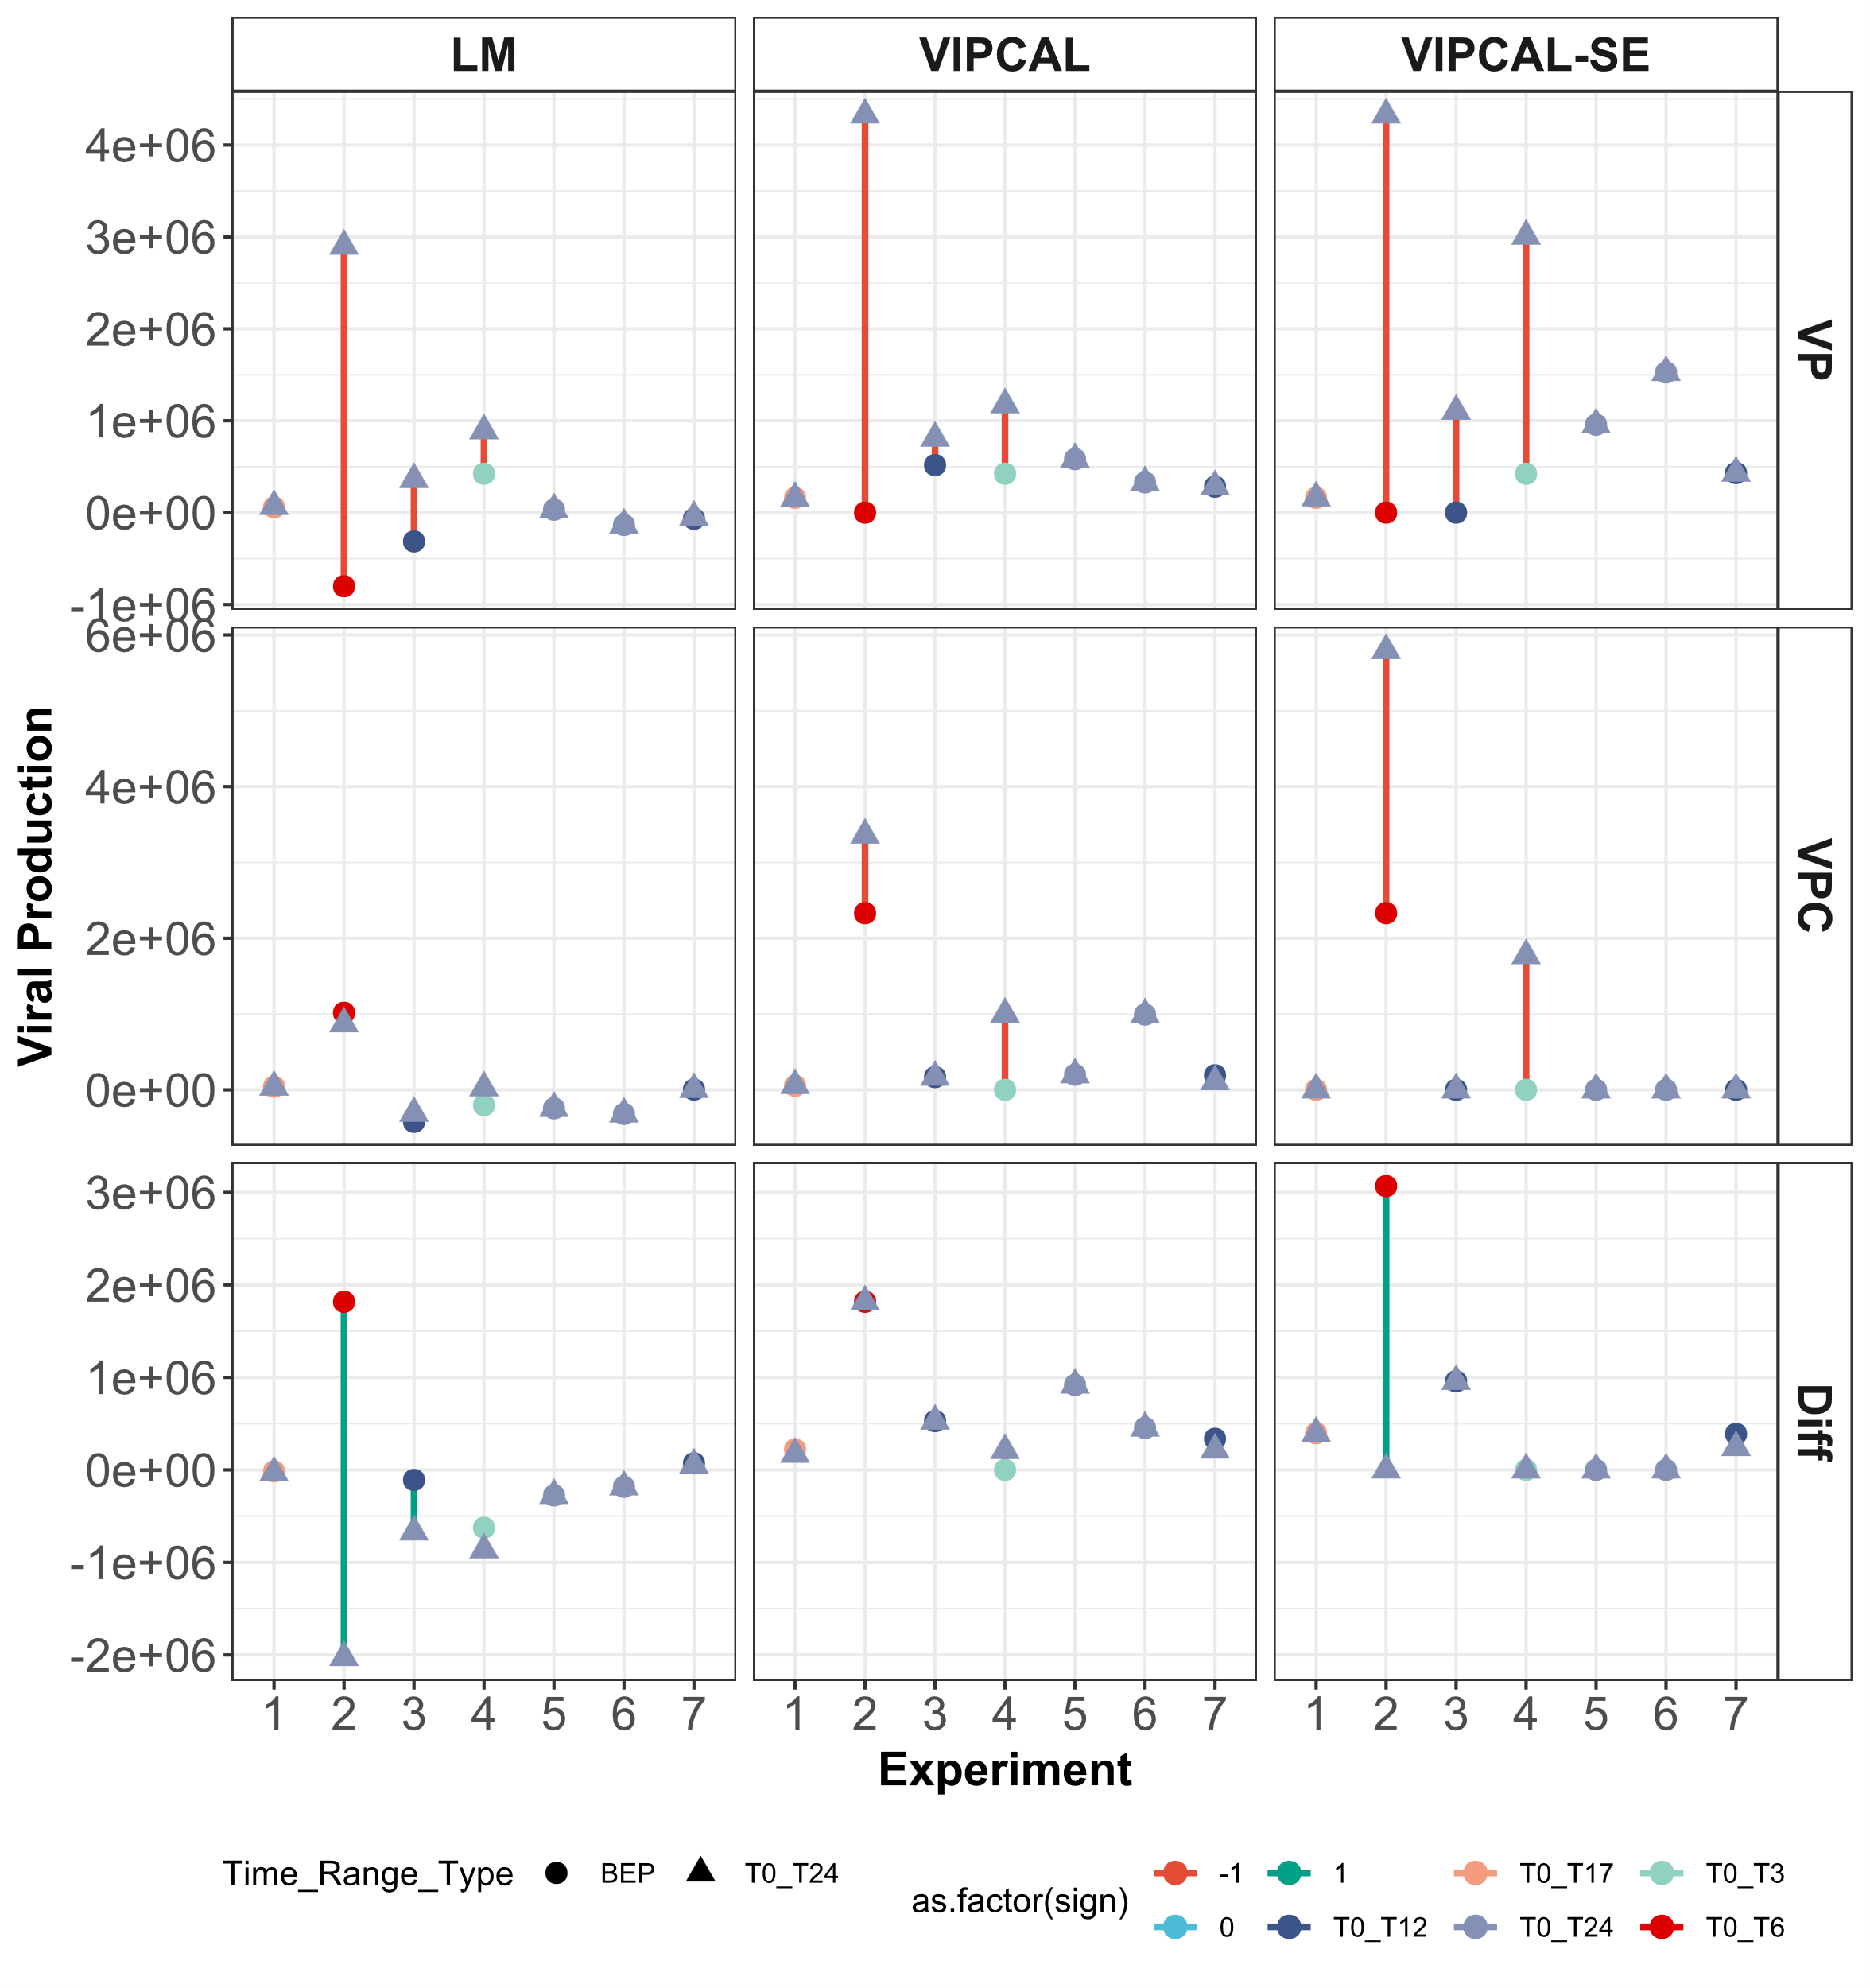 LM VIPCAL VIPCAL-SE
4e+06
3e+06
2e+06
1e+06
0e+00
-1e+06
VP
6e+06
4e+06
2e+06
0e+00
VPC
3e+06
2e+06
1e+06
0e+00
-1e+06
-2e+06
Diff
Viral Production
1 2 3 4 5 6 7 1 2 3 4 5 6 7 1 2 3 4 5 6 7
Experiment
Time_Range_Type BEP T0_T24
as.factor(sign)
-1 1 T0_T17 T0_T3
0 T0_T12 T0_T24 T0_T6